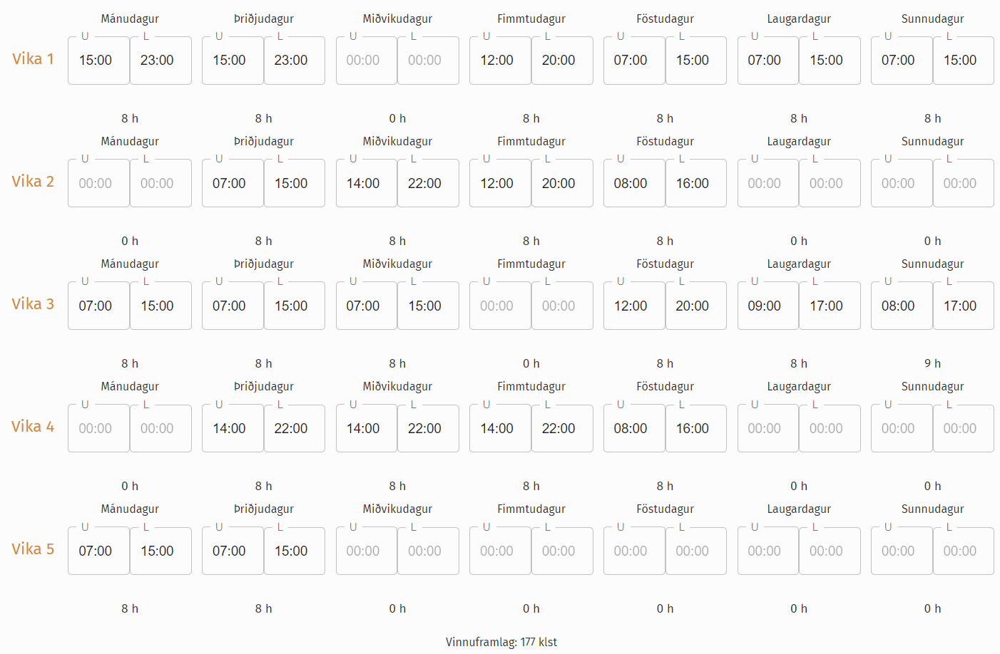 Mánudagur Þriðjudagur Miðvikudagur Fimmtudagur Föstudagur Laugardagur Sunnudagur
U L U L U L U L U L U L U L
Vika 1 15:00 23:00 15:00 23:00 00:00 00:00 12:00 20:00 07:00 15:00 07:00 15:00 07:00 15:00
8 h 8 h 0 h 8 h 8 h 8 h 8 h
Mánudagur Þriðjudagur Miðvikudagur Fimmtudagur Föstudagur Laugardagur Sunnudagur
U L U L U L U L U L U L U L
Vika 2 00:00 00:00 07:00 15:00 14:00 22:00 12:00 20:00 08:00 16:00 00:00 00:00 00:00 00:00
0 h 8 h 8 h 8 h 8 h 0 h 0 h
Mánudagur Þriðjudagur Miðvikudagur Fimmtudagur Föstudagur Laugardagur Sunnudagur
U L U L U L U L U L U L U L
Vika 3 07:00 15:00 07:00 15:00 07:00 15:00 00:00 00:00 12:00 20:00 09:00 17:00 08:00 17:00
8 h 8 h 8 h 0 h 8 h 8 h 9 h
Mánudagur Þriðjudagur Miðvikudagur Fimmtudagur Föstudagur Laugardagur Sunnudagur
U L U L U L U L U L U L U L
Vika 4 00:00 00:00 14:00 22:00 14:00 22:00 14:00 22:00 08:00 16:00 00:00 00:00 00:00 00:00
0 h 8 h 8 h 8 h 8 h 0 h 0 h
Mánudagur Þriðjudagur Miðvikudagur Fimmtudagur Föstudagur Laugardagur Sunnudagur
U L U L U L U L U L U L U L
Vika 5 07:00 15:00 07:00 15:00 00:00 00:00 00:00 00:00 00:00 00:00 00:00 00:00 00:00 00:00
8 h 8 h 0 h 0 h 0 h 0 h 0 h
Vinnuframlag: 177 klst